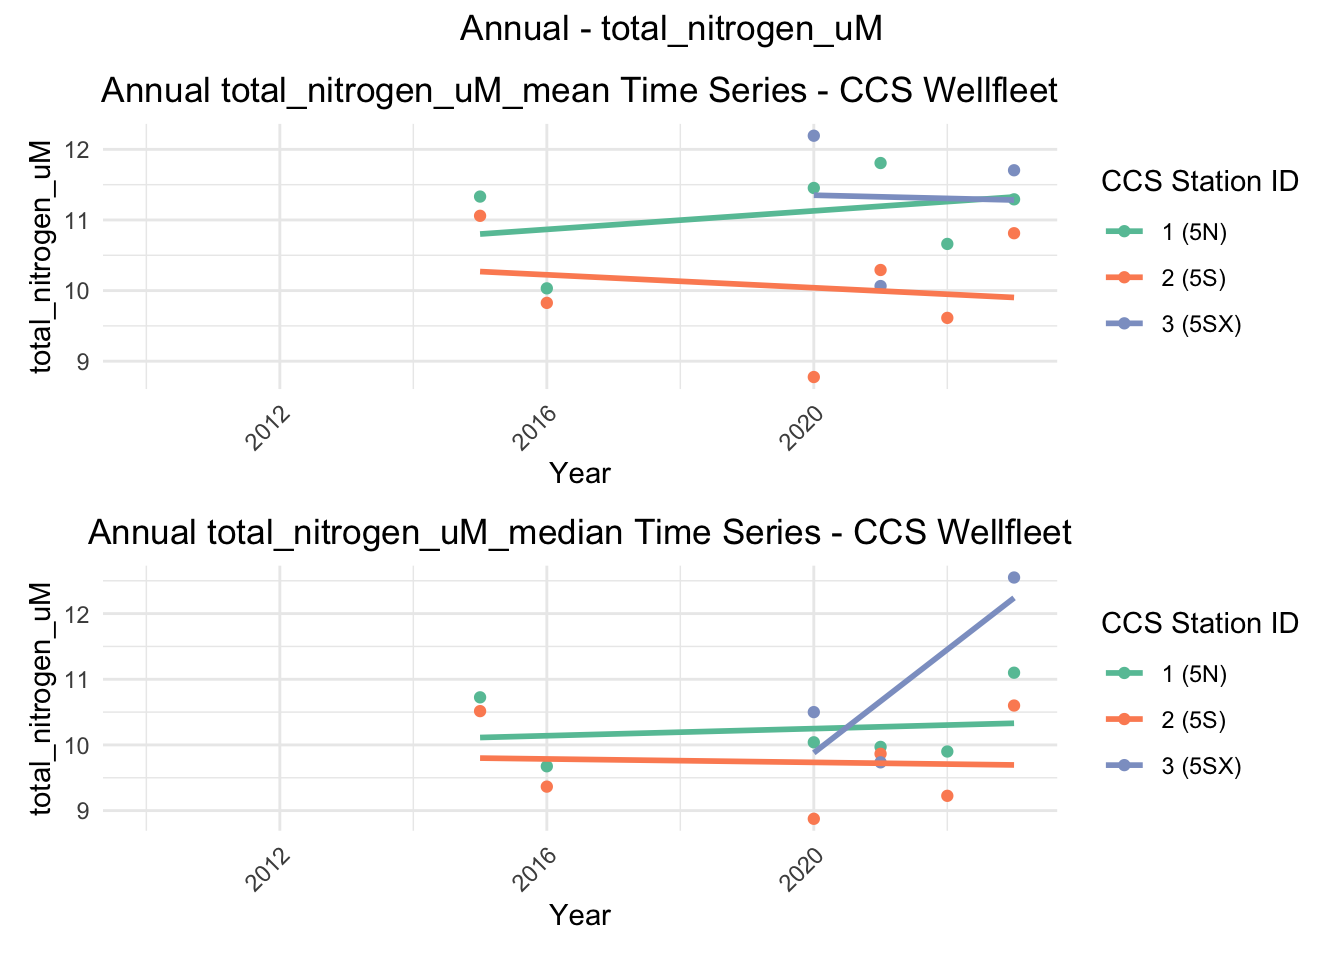 Annual - total_nitrogen_uM
Annual total_nitrogen_uM_mean Time Series - CCS Wellfleet
total_nitrogen_uM
12
11
10
9
2012
2016
2020
Year
CCS Station ID
1 (5N)
2 (5S)
3 (5SX)
Annual total_nitrogen_uM_median Time Series - CCS Wellfleet
total_nitrogen_uM
12
11
10
9
2012
2016
2020
Year
CCS Station ID
1 (5N)
2 (5S)
3 (5SX)